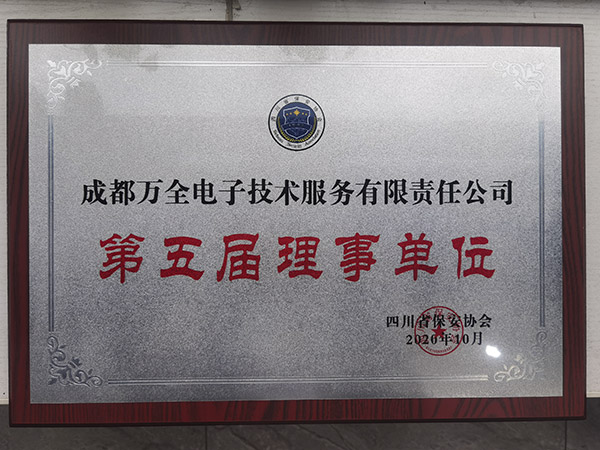 成都万全电子技术服务有限责任公司
第五届理事单位
四川省保安协会
2020年10月